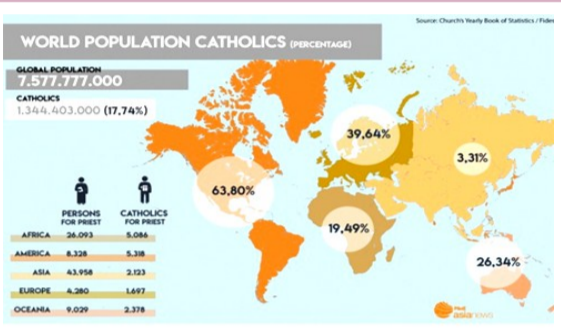 Source: Church's Yearly Book of Statistics / Fides
WORLD POPULATION CATHOLICS (PERCENTAGE)
GLOBAL POPULATION
7.577.777.000
CATHOLICS
1.344.403.000 (17,74%)
39,64%
3,31%
63,80%
19,49%
26,34%
PERSONS FOR PRIEST
CATHOLICS FOR PRIEST
AFRICA 26.093 5.086
AMERICA 8.328 5.318
ASIA 43,958 2.123
EUROPE 4.280 1.697
OCEANIA 9.029 2.378
asianews